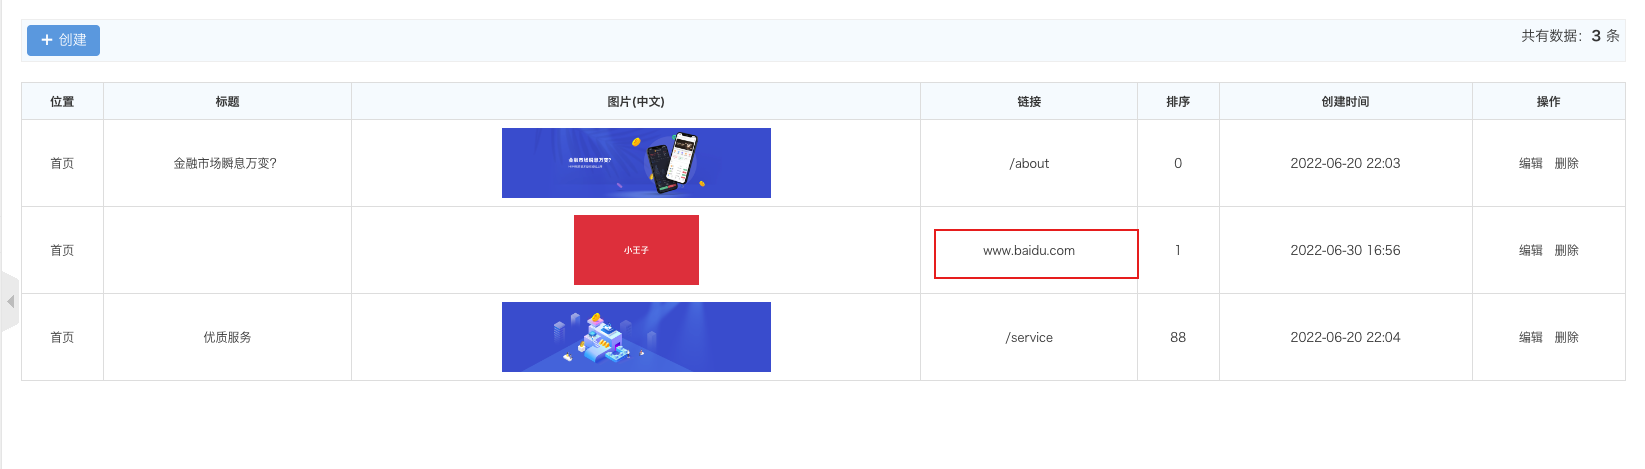 创建
共有数据：3 条
位置 标题 图片(中文) 链接 排序 创建时间 操作
首页 金融市场瞬息万变? 金融市场瞬息万变? /about 0 2022-06-20 22:03 编辑 删除
首页 小王子 www.baidu.com 1 2022-06-30 16:56 编辑 删除
首页 优质服务 /service 88 2022-06-20 22:04 编辑 删除